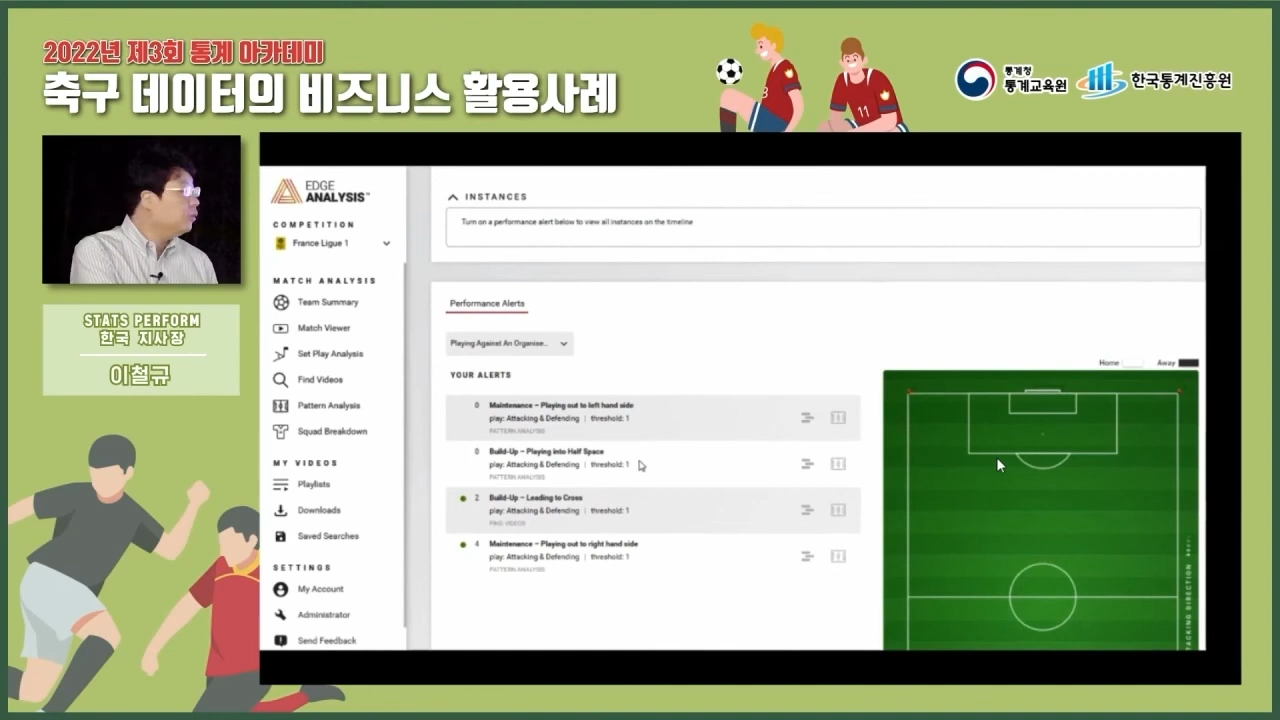 2022년 제3회 통계 아카데미
축구 데이터의 비즈니스 활용사례
통계청
통계교육원
한국통계진흥원
STATS PERFORM
한국 지사장
이철규
EDGE
ANALYSIS™
COMPETITION
France Ligue 1
MATCH ANALYSIS
Team Summary
Match Viewer
Set Play Analysis
Find Videos
Pattern Analysis
Squad Breakdown
MY VIDEOS
Playlists
Downloads
Saved Searches
SETTINGS
My Account
Administrator
Send Feedback
INSTANCES
Turn on a performance alert below to view all instances on the timeline
Performance Alerts
Playing Against An Organise..
YOUR ALERTS
0 Maintenance – Playing out to left hand side
play: Attacking & Defending | threshold: 1
PATTERN ANALYSIS
0 Build-Up – Playing into Half Space
play: Attacking & Defending | threshold: 1
PATTERN ANALYSIS
2 Build-Up – Leading to Cross
play: Attacking & Defending | threshold: 1
FIND VIDEOS
4 Maintenance – Playing out to right hand side
play: Attacking & Defending | threshold: 1
PATTERN ANALYSIS
Home Away
TACKING DIRECTION
3
11